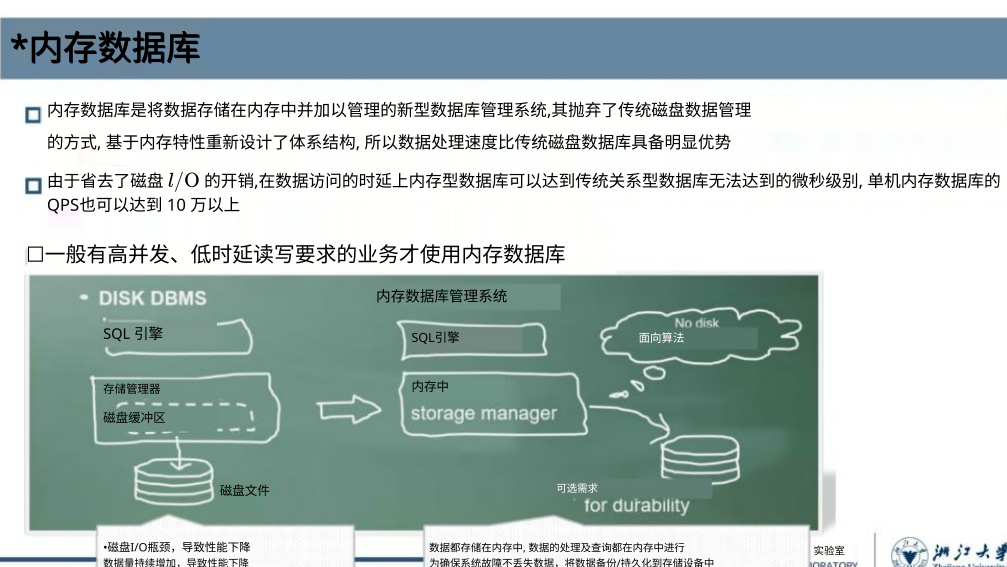 *内存数据库
内存数据库是将数据存储在内存中并加以管理的新型数据库管理系统,其抛弃了传统磁盘数据管理
的方式, 基于内存特性重新设计了体系结构, 所以数据处理速度比传统磁盘数据库具备明显优势
由于省去了磁盘 l/O 的开销,在数据访问的时延上内存型数据库可以达到传统关系型数据库无法达到的微秒级别, 单机内存数据库的
QPS也可以达到 10 万以上
☐一般有高并发、低时延读写要求的业务才使用内存数据库
• DISK DBMS
内存数据库管理系统
SQL 引擎
SQL引擎
No disk
面向算法
存储管理器
磁盘缓冲区
内存中
storage manager
磁盘文件
可选需求
for durability
•磁盘I/O瓶颈，导致性能下降
数据量持续增加，导致性能下降
数据都存储在内存中, 数据的处理及查询都在内存中进行
为确保系统故障不丢失数据，将数据备份/持久化到存储设备中
实验室
浙江大学